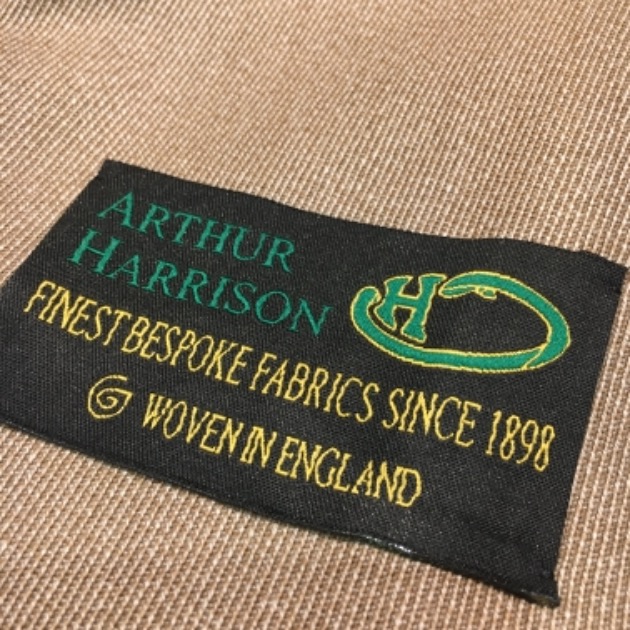 ARTHUR
HARRISON
H
FINEST BESPOKE FABRICS SINCE 1898
WOVEN IN ENGLAND